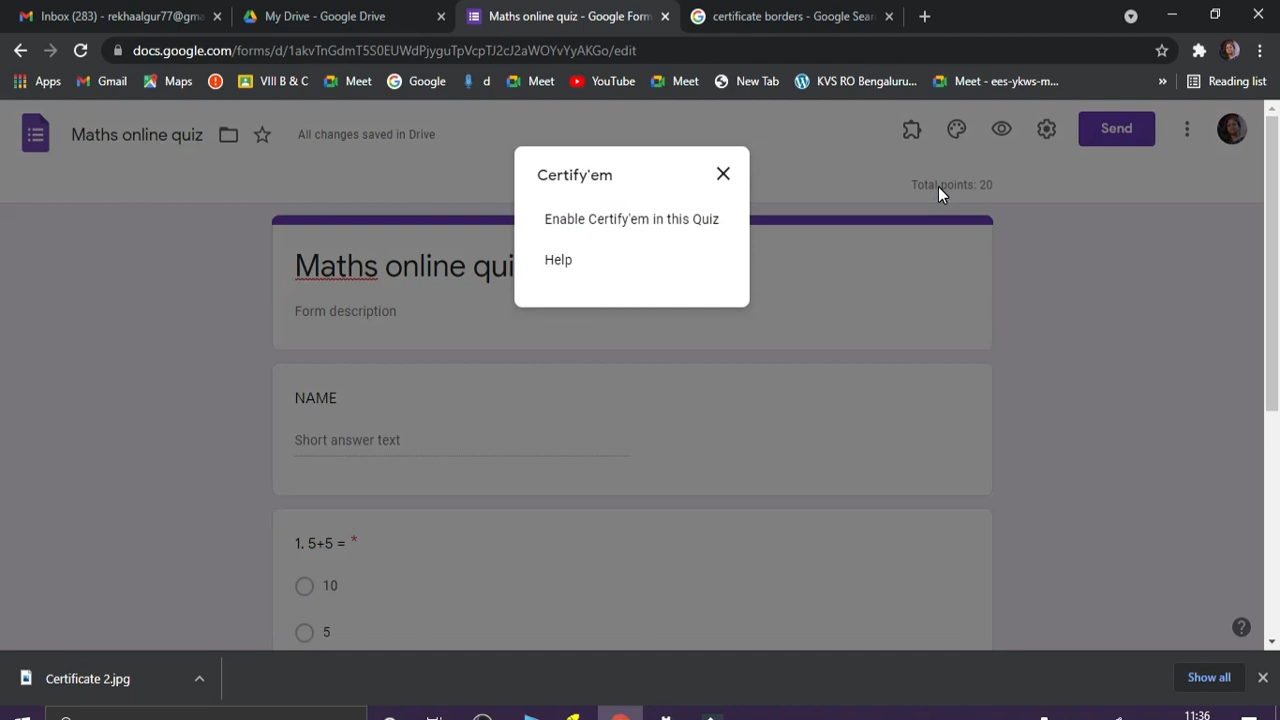 Inbox (283) - rekhaalgur77@gma
My Drive - Google Drive
Maths online quiz - Google Form
certificate borders - Google Sear
docs.google.com/forms/d/1akvTnGdmT5S0EUWdPjyguTpVcpTJ2cJ2aWOYvYyAKGo/edit
Apps
Gmail
Maps
VIII B & C
Meet
Google
d
Meet
YouTube
Meet
New Tab
KVS RO Bengaluru...
Meet - ees-ykws-m...
»
Reading list
Maths online quiz
All changes saved in Drive
Send
Certify'em
Total points: 20
Enable Certify'em in this Quiz
Help
Maths online qui
Form description
NAME
Short answer text
1. 5+5 = *
10
5
Certificate 2.jpg
Show all
11:36